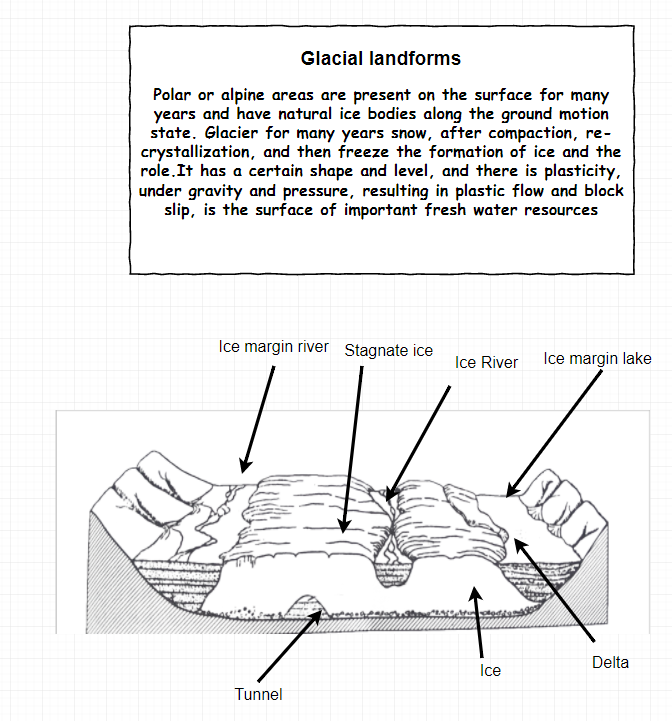 Glacial landforms
Polar or alpine areas are present on the surface for many
years and have natural ice bodies along the ground motion
state. Glacier for many years snow, after compaction, re-
crystallization, and then freeze the formation of ice and the
role.It has a certain shape and level, and there is plasticity,
under gravity and pressure, resulting in plastic flow and block
slip, is the surface of important fresh water resources
Ice margin river
Stagnate ice
Ice River
Ice margin lake
Tunnel
Ice
Delta